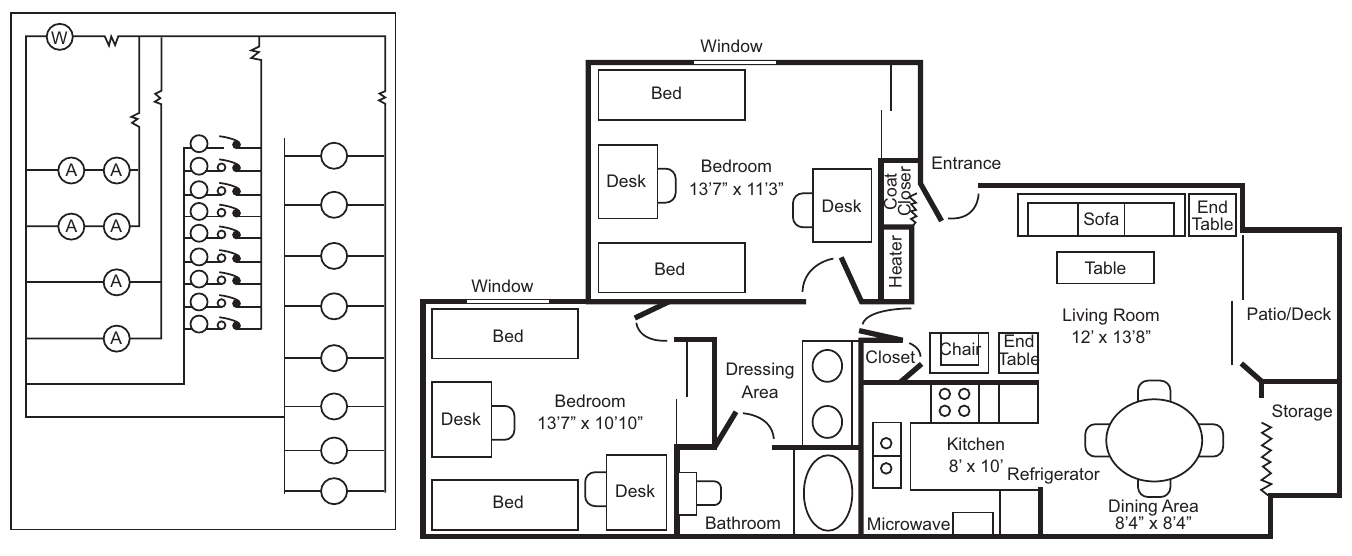 W
A A
A A
A
A
Window
Bed
Bedroom
13’7” x 11’3”
Desk
Desk
Bed
Coat
Closer
Heater
Entrance
Sofa
End
Table
Table
Living Room
12’ x 13’8”
Patio/Deck
Window
Bed
Bedroom
13’7” x 10’10”
Desk
Desk
Bed
Dressing
Area
Closet
Chair
End
Table
Storage
Kitchen
8’ x 10’
Refrigerator
Bathroom
Microwave
Dining Area
8’4” x 8’4”